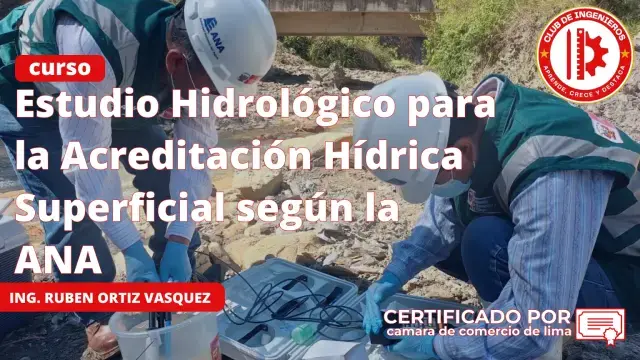 ANA
CLUB DE INGENIEROS
APRENDE, CRECE Y DESTACA
curso
Estudio Hidrológico para
la Acreditación Hídrica
Superficial según la
ANA
ING. RUBEN ORTIZ VASQUEZ
CERTIFICADO POR
camara de comercio de lima